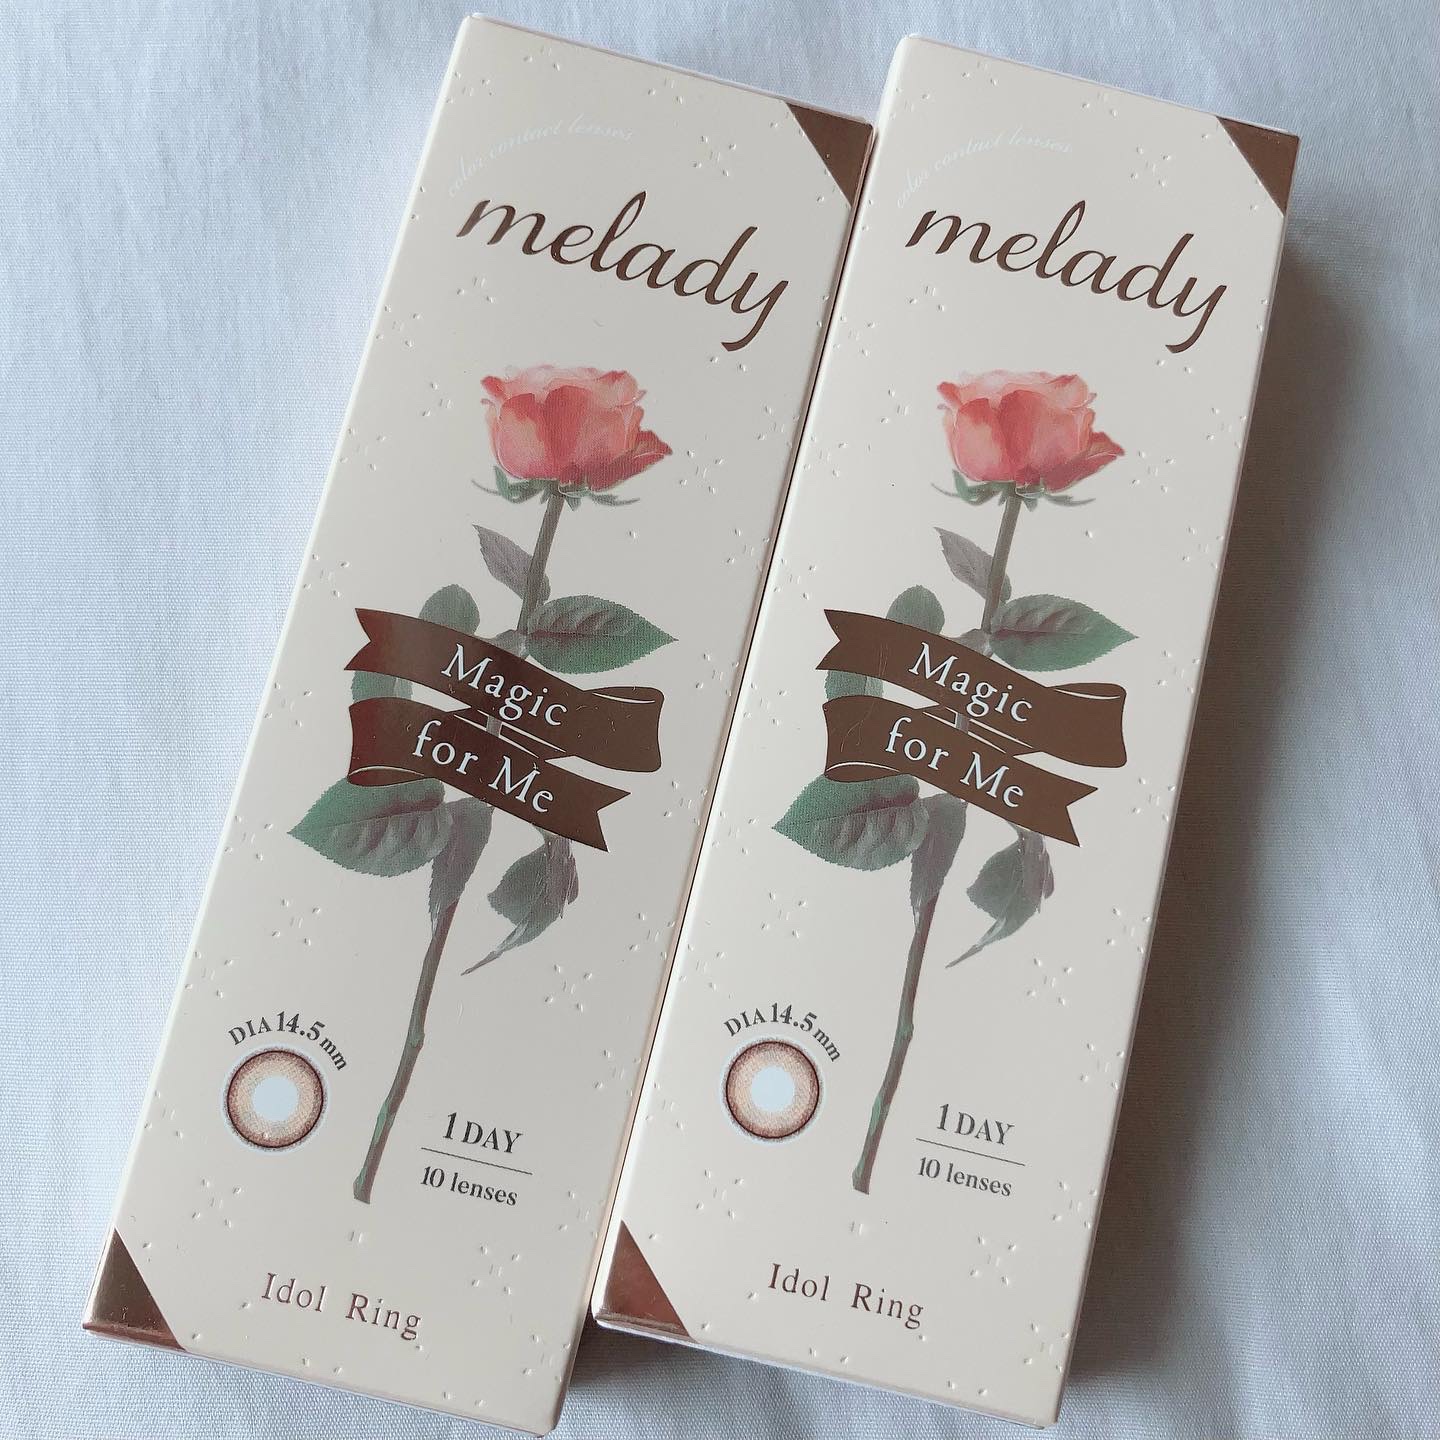 color contact lenses
melady
Magic
for Me
DIA 14.5mm
1 DAY
10 lenses
Idol Ring
color contact lenses
melady
Magic
for Me
DIA 14.5mm
1 DAY
10 lenses
Idol Ring